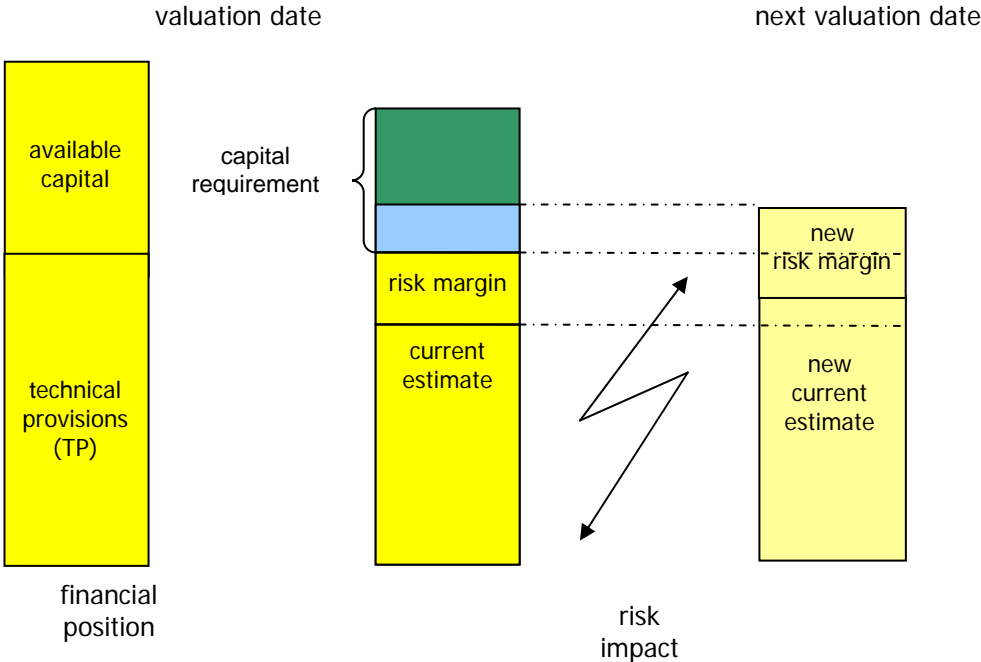 valuation date
next valuation date
available
capital
capital
requirement
new
risk margin
risk margin
current
estimate
technical
provisions
(TP)
new
current
estimate
financial
position
risk
impact